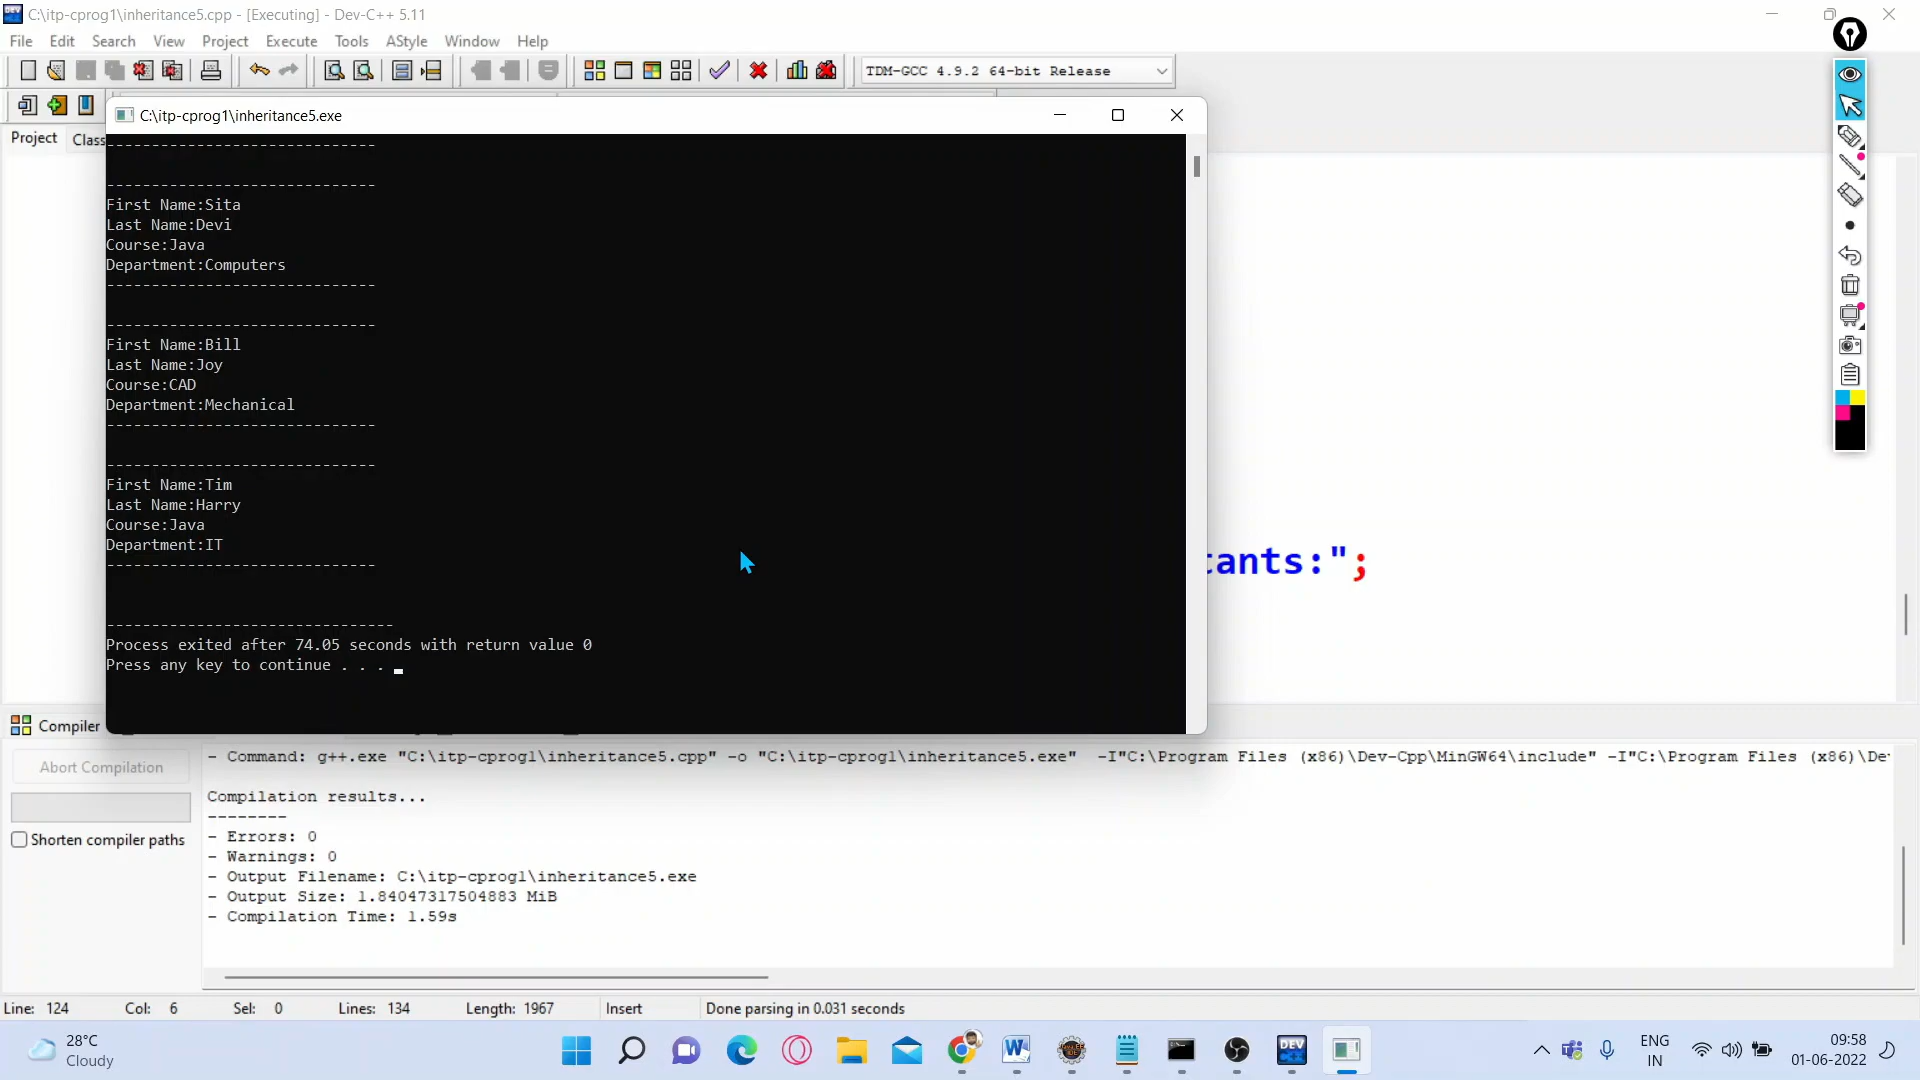 C:\itp-cprog1\inheritance5.cpp - [Executing] - Dev-C++ 5.11
File Edit Search View Project Execute Tools AStyle Window Help
TDM-GCC 4.9.2 64-bit Release
C:\itp-cprog1\inheritance5.exe
Project Class
------------------------------
------------------------------
First Name:Sita
Last Name:Devi
Course:Java
Department:Computers
------------------------------
------------------------------
First Name:Bill
Last Name:Joy
Course:CAD
Department:Mechanical
------------------------------
------------------------------
First Name:Tim
Last Name:Harry
Course:Java
Department:IT
------------------------------
tants:";
--------------------------------
Process exited after 74.05 seconds with return value 0
Press any key to continue . . .
Compiler
Abort Compilation
Shorten compiler paths
- Command: g++.exe "C:\itp-cprog1\inheritance5.cpp" -o "C:\itp-cprog1\inheritance5.exe" -I"C:\Program Files (x86)\Dev-Cpp\MinGW64\include" -I"C:\Program Files (x86)\De
Compilation results...
--------
- Errors: 0
- Warnings: 0
- Output Filename: C:\itp-cprog1\inheritance5.exe
- Output Size: 1.84047317504883 MiB
- Compilation Time: 1.59s
Line: 124 Col: 6 Sel: 0 Lines: 134 Length: 1967 Insert Done parsing in 0.031 seconds
28°C
Cloudy
ENG
IN
09:58
01-06-2022